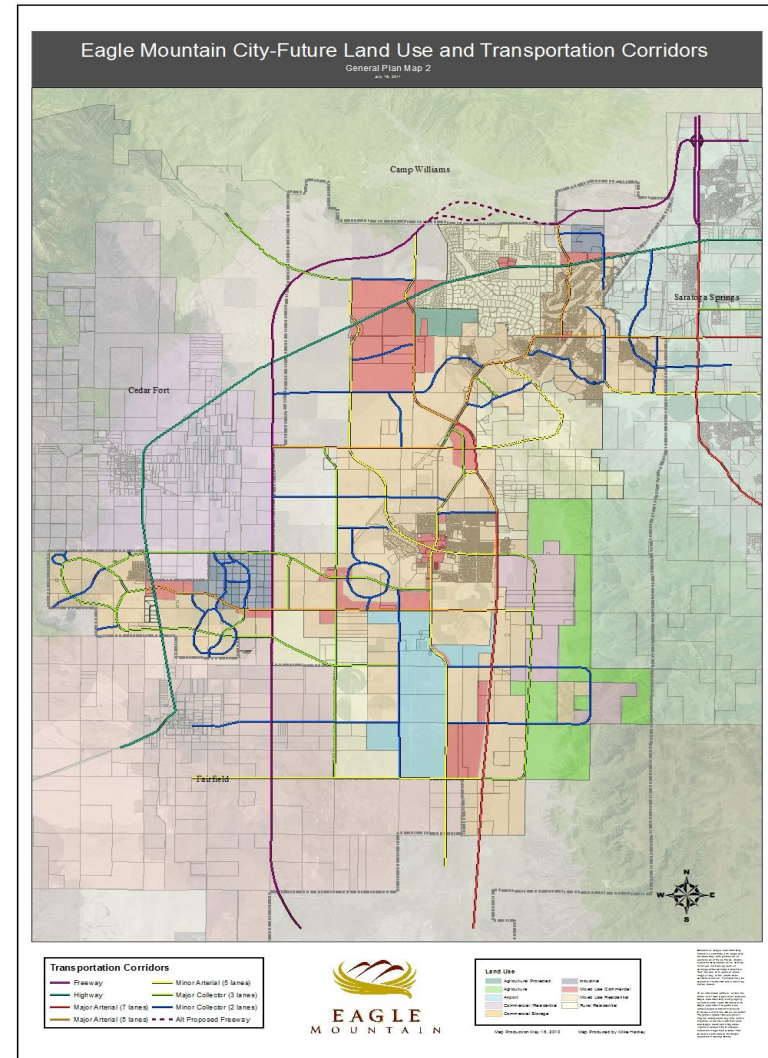 Eagle Mountain City-Future Land Use and Transportation Corridors
General Plan Map 2
Camp Williams
Saratoga Springs
Cedar Fort
Fairfield
N
W E
S
Transportation Corridors
Freeway
Highway
Major Arterial (7 lanes)
Major Arterial (5 lanes)
Minor Arterial (5 lanes)
Major Collector (3 lanes)
Minor Collector (2 lanes)
Alt Proposed Freeway
EAGLE
MOUNTAIN
Land Use
Agricultural Protected
Agriculture
Airport
Commercial Residential
Commercial Storage
Industrial
Mixed Use Commercial
Mixed Use Residential
Rural Residential
Map Production May 18, 2010 Map Produced by Mike Hadley